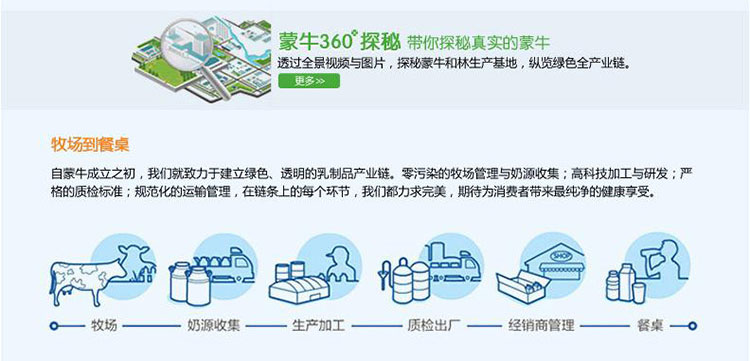 蒙牛360°探秘 带你探秘真实的蒙牛
透过全景视频与图片，探秘蒙牛和林生产基地，纵览绿色全产业链。
更多>>
牧场到餐桌
自蒙牛成立之初，我们就致力于建立绿色、透明的乳制品产业链。零污染的牧场管理与奶源收集；高科技加工与研发；严
格的质检标准；规范化的运输管理，在链条上的每个环节，我们都力求完美，期待为消费者带来最纯净的健康享受。
SHOP
牧场 奶源收集 生产加工 质检出厂 经销商管理 餐桌